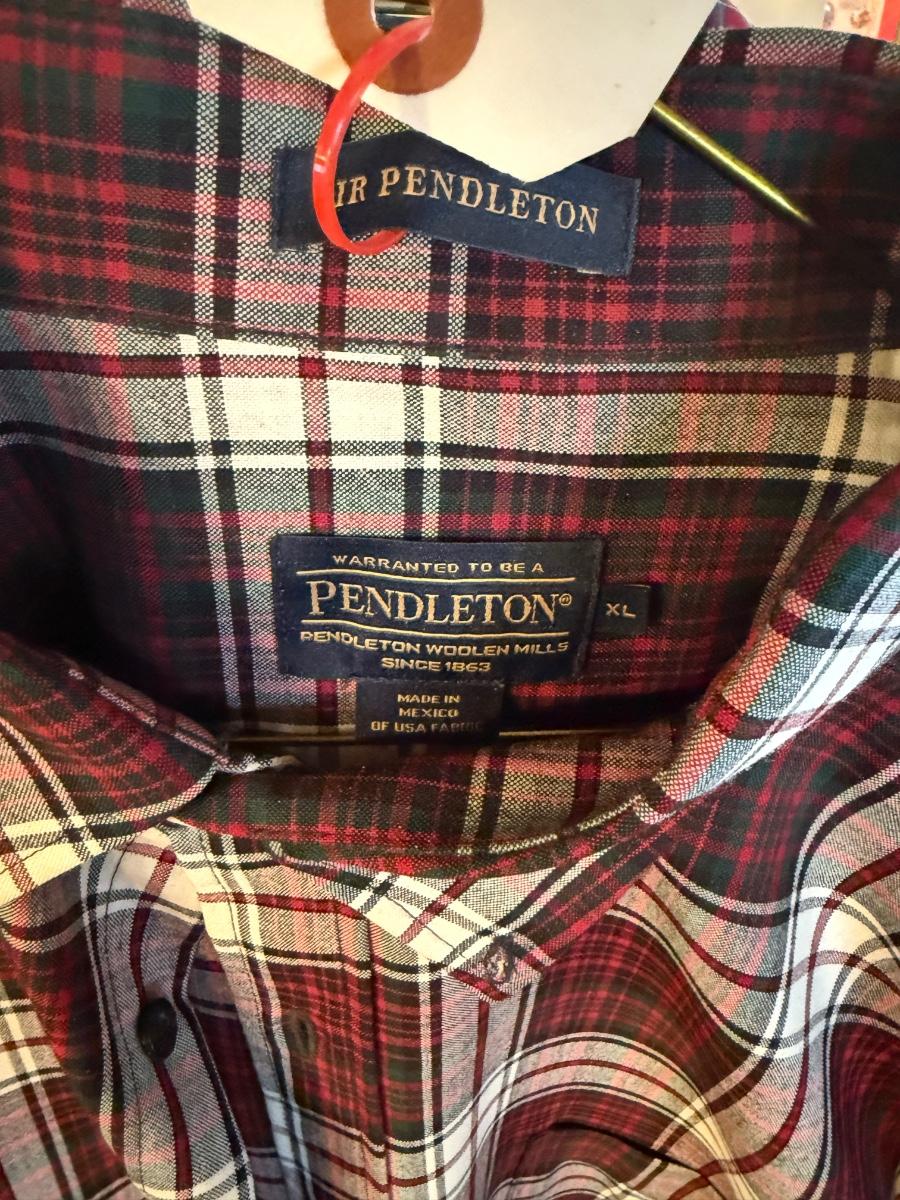 IR PENDLETON
WARRANTED TO BE A
PENDLETON®
PENDLETON WOOLEN MILLS
SINCE 1863
XL
MADE IN
MEXICO
OF USA FABRIC